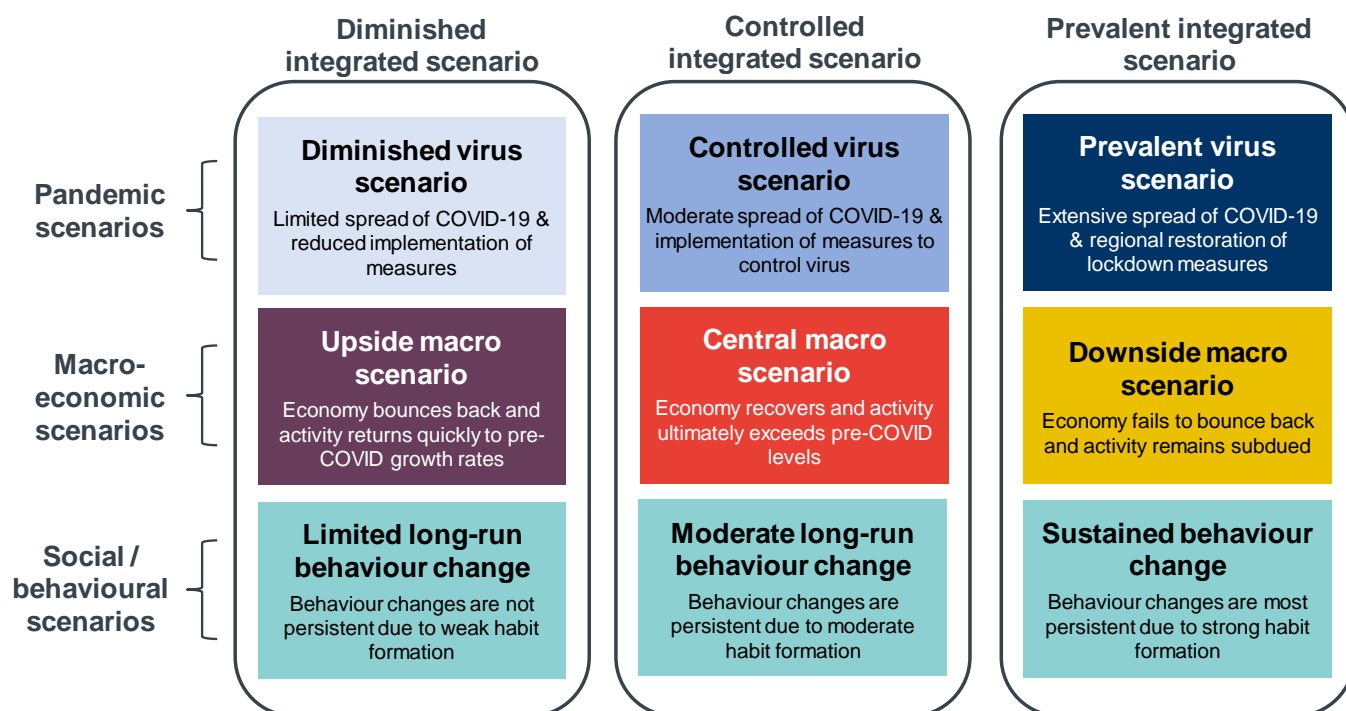 Diminished
integrated scenario
Controlled
integrated scenario
Prevalent integrated
scenario
Pandemic
scenarios
Diminished virus
scenario
Limited spread of COVID-19 &
reduced implementation of
measures
Controlled virus
scenario
Moderate spread of COVID-19 &
implementation of measures to
control virus
Prevalent virus
scenario
Extensive spread of COVID-19
& regional restoration of
lockdown measures
Macro-
economic
scenarios
Upside macro
scenario
Economy bounces back and
activity returns quickly to pre-
COVID growth rates
Central macro
scenario
Economy recovers and activity
ultimately exceeds pre-COVID
levels
Downside macro
scenario
Economy fails to bounce back
and activity remains subdued
Social /
behavioural
scenarios
Limited long-run
behaviour change
Behaviour changes are not
persistent due to weak habit
formation
Moderate long-run
behaviour change
Behaviour changes are
persistent due to moderate
habit formation
Sustained behaviour
change
Behaviour changes are most
persistent due to strong habit
formation